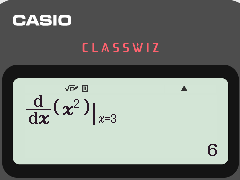 CASIO
CLASSWIZ
√▱ D ▲
d/dx (x²)|x=3
6